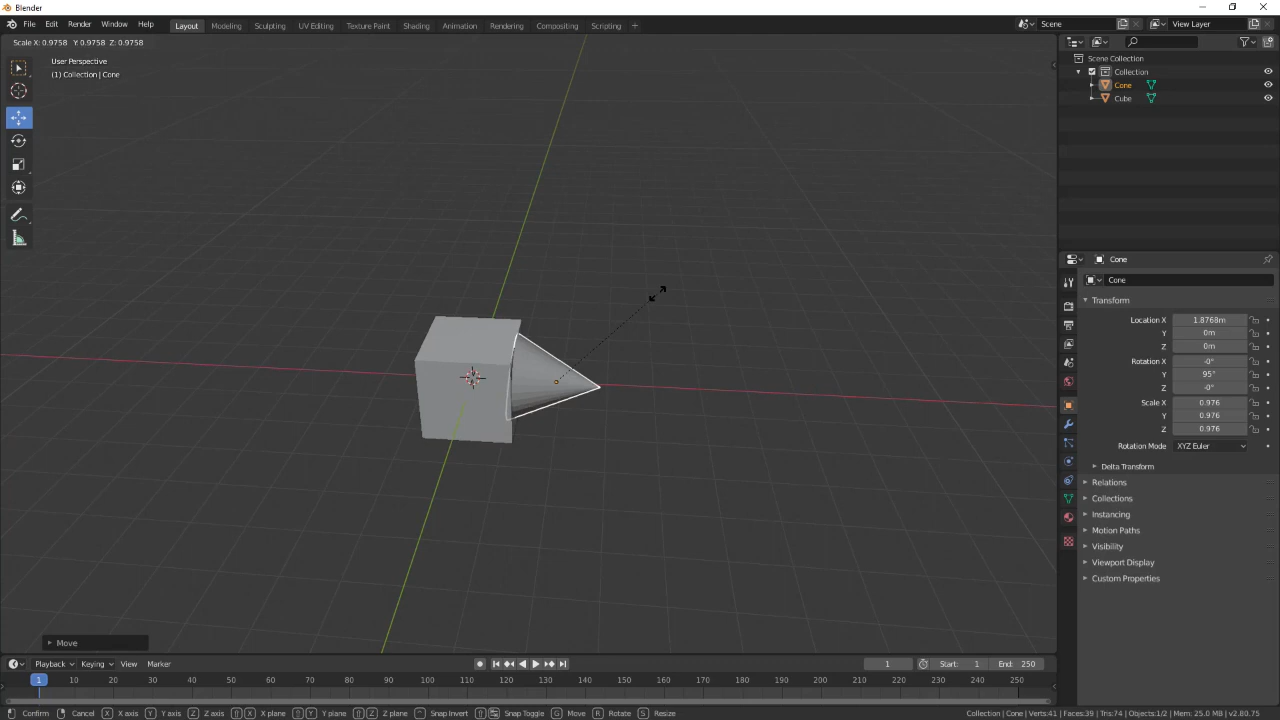 Blender
File Edit Render Window Help Layout Modeling Sculpting UV Editing Texture Paint Shading Animation Rendering Compositing Scripting + Scene View Layer
Scale X: 0.9758 Y: 0.9758 Z: 0.9758
User Perspective
(1) Collection | Cone
Scene Collection
Collection
Cone
Cube
Cone
Cone
Transform
Location X 1.8768m
Y 0m
Z 0m
Rotation X -0°
Y 95°
Z -0°
Scale X 0.976
Y 0.976
Z 0.976
Rotation Mode XYZ Euler
Delta Transform
Relations
Collections
Instancing
Motion Paths
Visibility
Viewport Display
Custom Properties
Move
Playback Keying View Marker 1 Start: 1 End: 250
1 10 20 30 40 50 60 70 80 90 100 110 120 130 140 150 160 170 180 190 200 210 220 230 240 250
Confirm Cancel X X axis Y Y axis Z Z axis X X plane Y Y plane Z Z plane Snap Invert Snap Toggle G Move R Rotate S Resize Collection | Cone | Verts:41 | Faces:39 | Tris:74 | Objects:1/2 | Mem: 25.0 MB | v2.80.75